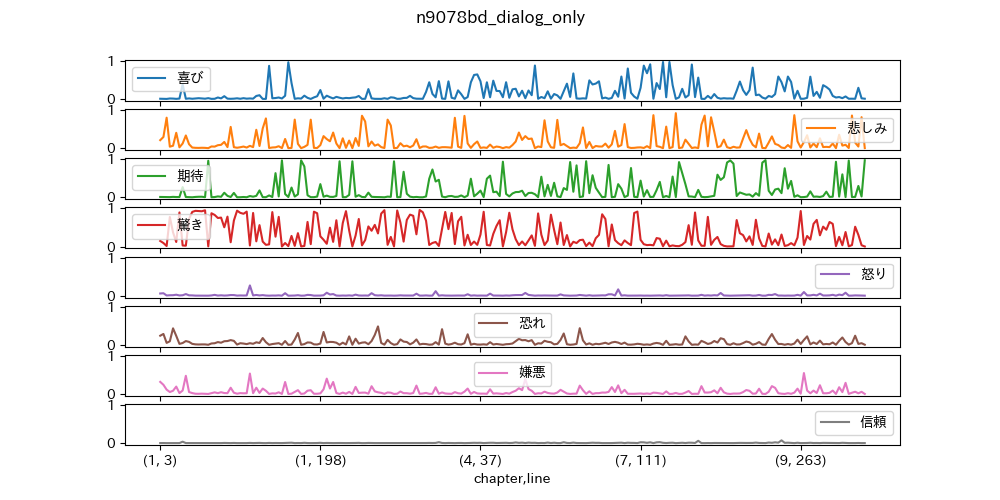 n9078bd_dialog_only
1
喜び
0
1
悲しみ
0
1
期待
0
1
驚き
0
1
怒り
0
1
恐れ
0
1
嫌悪
0
1
信頼
0
(1, 3) (1, 198) (4, 37) (7, 111) (9, 263)
chapter,line